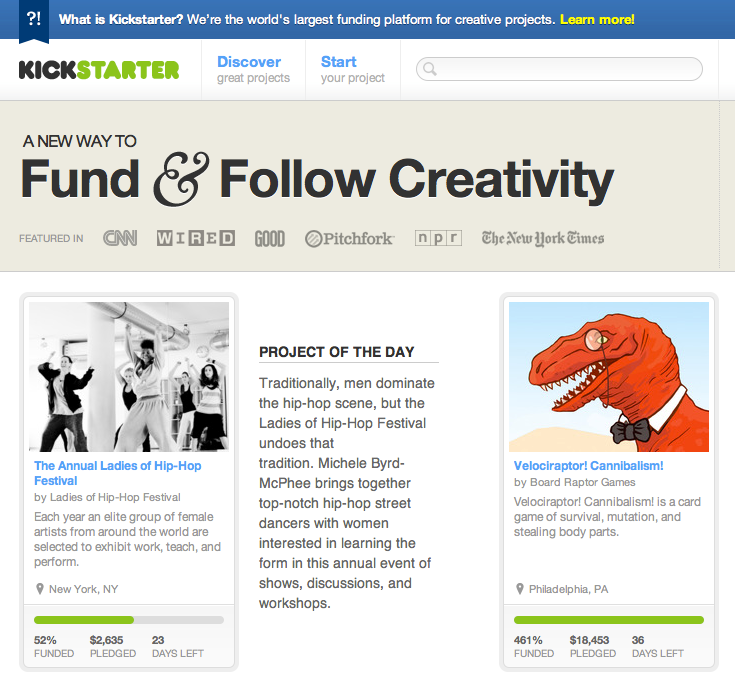 ?! What is Kickstarter? We're the world's largest funding platform for creative projects. Learn more!
KICKSTARTER
Discover
great projects
Start
your project
A NEW WAY TO
Fund & Follow Creativity
FEATURED IN CNN WIRED GOOD Pitchfork npr The New York Times
The Annual Ladies of Hip-Hop
Festival
by Ladies of Hip-Hop Festival
Each year an elite group of female
artists from around the world are
selected to exhibit work, teach, and
perform.
New York, NY
52% $2,635 23
FUNDED PLEDGED DAYS LEFT
PROJECT OF THE DAY
Traditionally, men dominate
the hip-hop scene, but the
Ladies of Hip-Hop Festival
undoes that
tradition. Michele Byrd-
McPhee brings together
top-notch hip-hop street
dancers with women
interested in learning the
form in this annual event of
shows, discussions, and
workshops.
Velociraptor! Cannibalism!
by Board Raptor Games
Velociraptor! Cannibalism! is a card
game of survival, mutation, and
stealing body parts.
Philadelphia, PA
461% $18,453 36
FUNDED PLEDGED DAYS LEFT